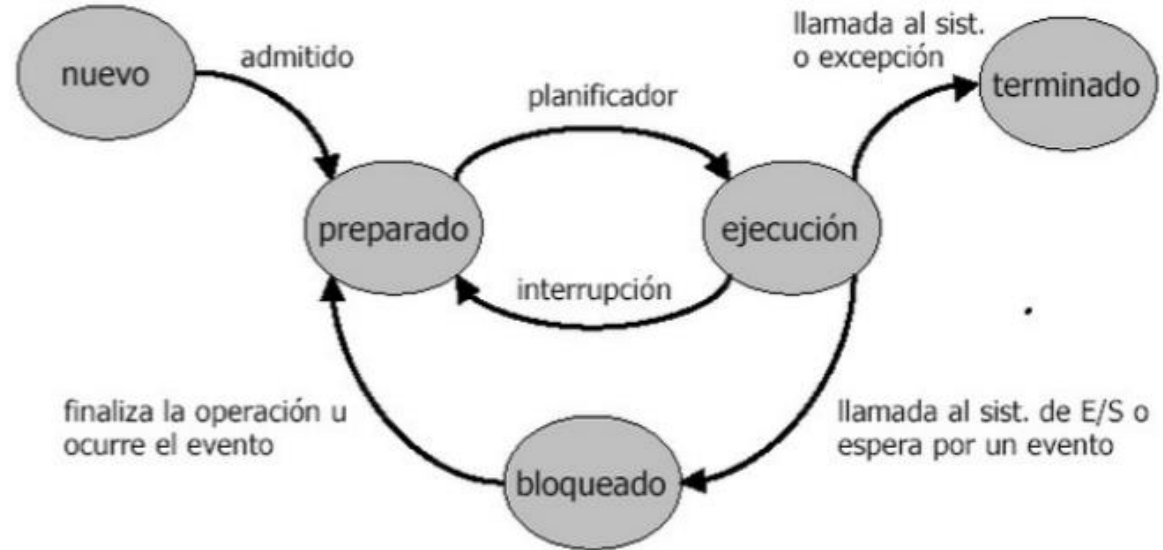 llamada al sist.
o excepción
nuevo
admitido
terminado
planificador
preparado
ejecución
interrupción
finaliza la operación u
ocurre el evento
llamada al sist. de E/S o
espera por un evento
bloqueado